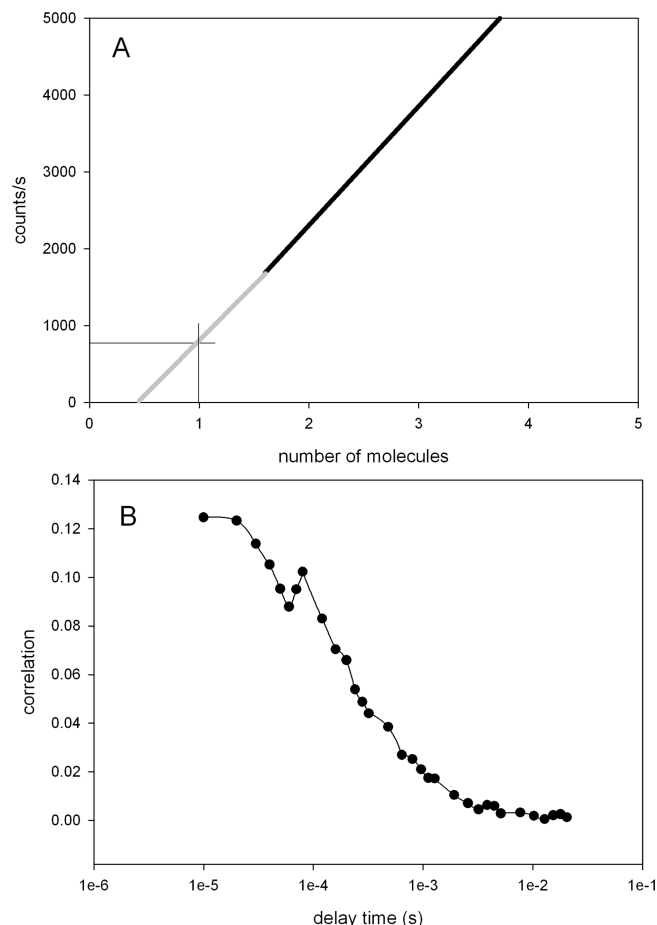 5000
A
4000
3000
counts/s
2000
1000
0
0 1 2 3 4 5
number of molecules
0.14
B
0.12
0.10
0.08
correlation
0.06
0.04
0.02
0.00
1e-6 1e-5 1e-4 1e-3 1e-2 1e-1
delay time (s)